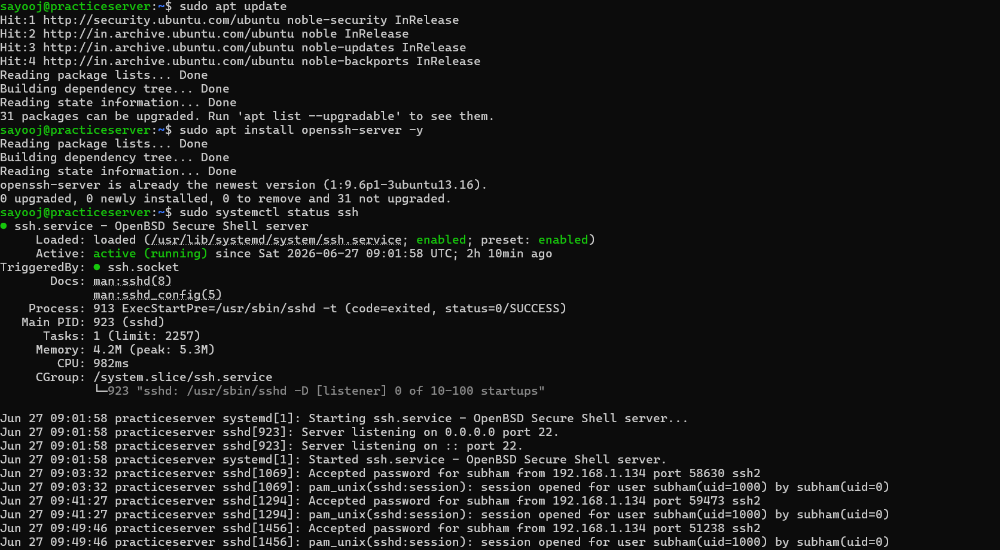 sayooj@practiceserver:~$ sudo apt update
Hit:1 http://security.ubuntu.com/ubuntu noble-security InRelease
Hit:2 http://in.archive.ubuntu.com/ubuntu noble InRelease
Hit:3 http://in.archive.ubuntu.com/ubuntu noble-updates InRelease
Hit:4 http://in.archive.ubuntu.com/ubuntu noble-backports InRelease
Reading package lists... Done
Building dependency tree... Done
Reading state information... Done
31 packages can be upgraded. Run 'apt list --upgradable' to see them.
sayooj@practiceserver:~$ sudo apt install openssh-server -y
Reading package lists... Done
Building dependency tree... Done
Reading state information... Done
openssh-server is already the newest version (1:9.6p1-3ubuntu13.16).
0 upgraded, 0 newly installed, 0 to remove and 31 not upgraded.
sayooj@practiceserver:~$ sudo systemctl status ssh
● ssh.service - OpenBSD Secure Shell server
     Loaded: loaded (/usr/lib/systemd/system/ssh.service; enabled; preset: enabled)
     Active: active (running) since Sat 2026-06-27 09:01:58 UTC; 2h 10min ago
TriggeredBy: ● ssh.socket
       Docs: man:sshd(8)
             man:sshd_config(5)
    Process: 913 ExecStartPre=/usr/sbin/sshd -t (code=exited, status=0/SUCCESS)
   Main PID: 923 (sshd)
      Tasks: 1 (limit: 2257)
     Memory: 4.2M (peak: 5.3M)
        CPU: 982ms
     CGroup: /system.slice/ssh.service
             └─923 "sshd: /usr/sbin/sshd -D [listener] 0 of 10-100 startups"

Jun 27 09:01:58 practiceserver systemd[1]: Starting ssh.service - OpenBSD Secure Shell server...
Jun 27 09:01:58 practiceserver sshd[923]: Server listening on 0.0.0.0 port 22.
Jun 27 09:01:58 practiceserver sshd[923]: Server listening on :: port 22.
Jun 27 09:01:58 practiceserver systemd[1]: Started ssh.service - OpenBSD Secure Shell server.
Jun 27 09:03:32 practiceserver sshd[1069]: Accepted password for subham from 192.168.1.134 port 58630 ssh2
Jun 27 09:03:32 practiceserver sshd[1069]: pam_unix(sshd:session): session opened for user subham(uid=1000) by subham(uid=0)
Jun 27 09:41:27 practiceserver sshd[1294]: Accepted password for subham from 192.168.1.134 port 59473 ssh2
Jun 27 09:41:27 practiceserver sshd[1294]: pam_unix(sshd:session): session opened for user subham(uid=1000) by subham(uid=0)
Jun 27 09:49:46 practiceserver sshd[1456]: Accepted password for subham from 192.168.1.134 port 51238 ssh2
Jun 27 09:49:46 practiceserver sshd[1456]: pam_unix(sshd:session): session opened for user subham(uid=1000) by subham(uid=0)